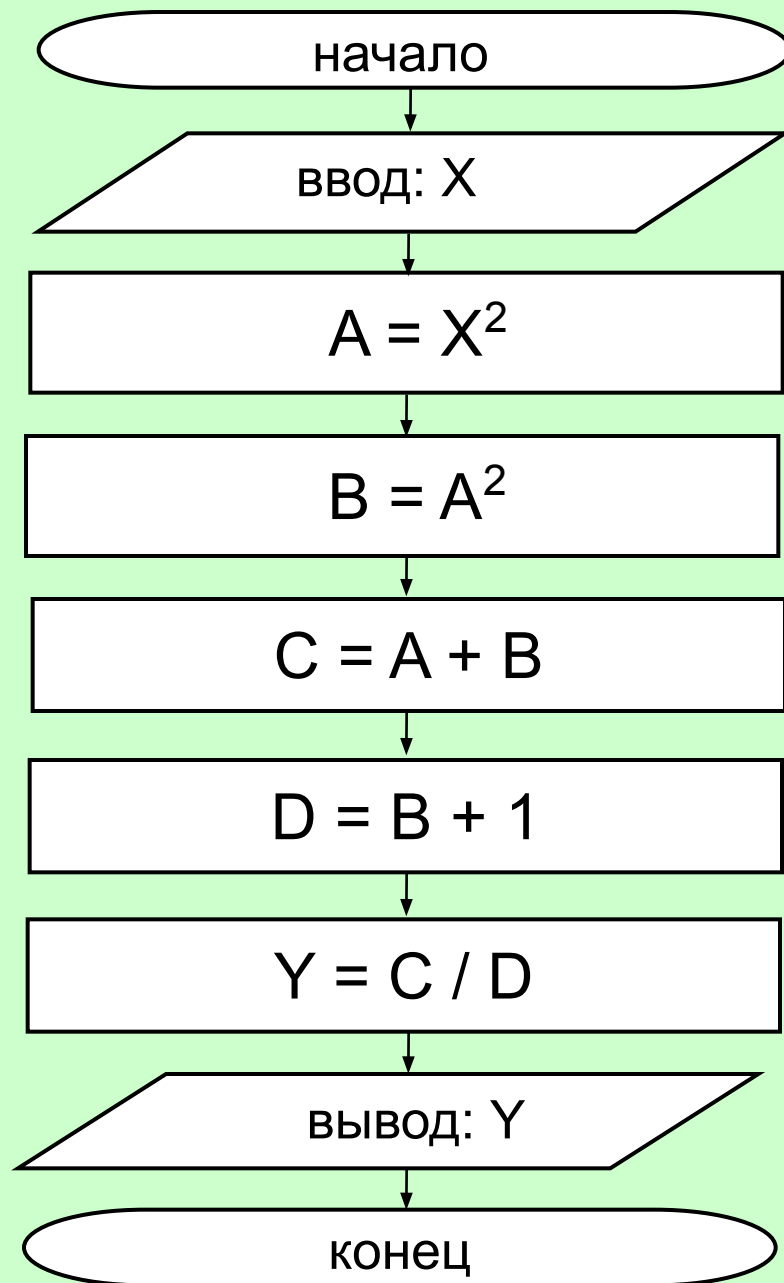 начало
ввод: X
A = X²
B = A²
C = A + B
D = B + 1
Y = C / D
вывод: Y
конец